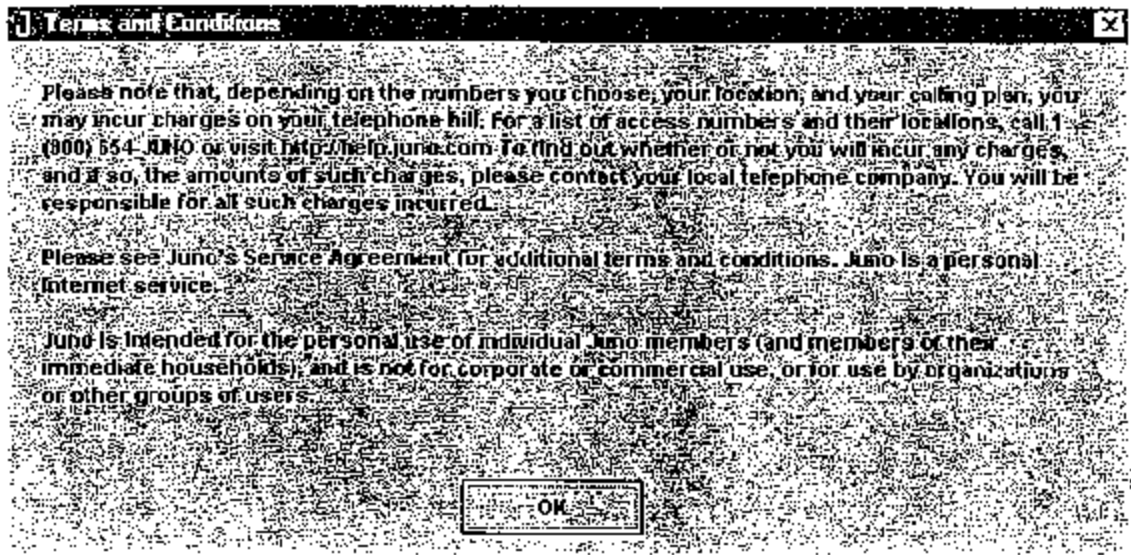 Terms and Conditions
Please note that, depending on the numbers you choose, your location, and your calling plan, you
may incur charges on your telephone bill. For a list of access numbers and their locations, call 1-
(800) 654-JUNO or visit http://help.juno.com To find out whether or not you will incur any charges,
and if so, the amounts of such charges, please contact your local telephone company. You will be
responsible for all such charges incurred.
Please see Juno's Service Agreement for additional terms and conditions. Juno is a personal
Internet service.
Juno is intended for the personal use of individual Juno members (and members of their
immediate households), and is not for corporate or commercial use, or for use by organizations
or other groups of users.
OK